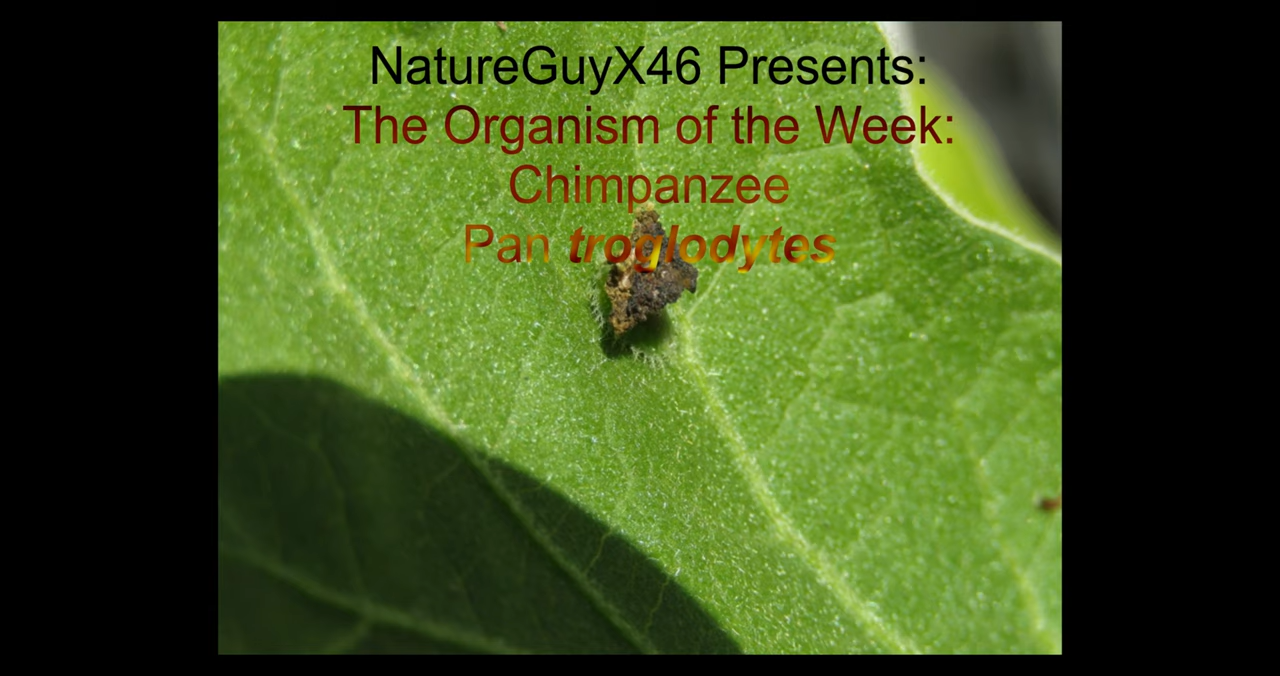 NatureGuyX46 Presents:
The Organism of the Week:
Chimpanzee
Pan troglodytes